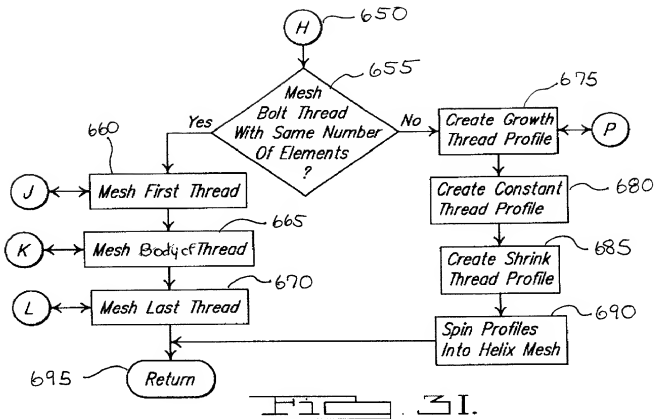 H
650
655
Mesh
Bolt Thread
With Same Number
Of Elements
?
Yes
No
660
J
Mesh First Thread
665
K
Mesh Body of Thread
670
L
Mesh Last Thread
675
Create Growth
Thread Profile
P
680
Create Constant
Thread Profile
685
Create Shrink
Thread Profile
690
Spin Profiles
Into Helix Mesh
695
Return
FIG. 3I.